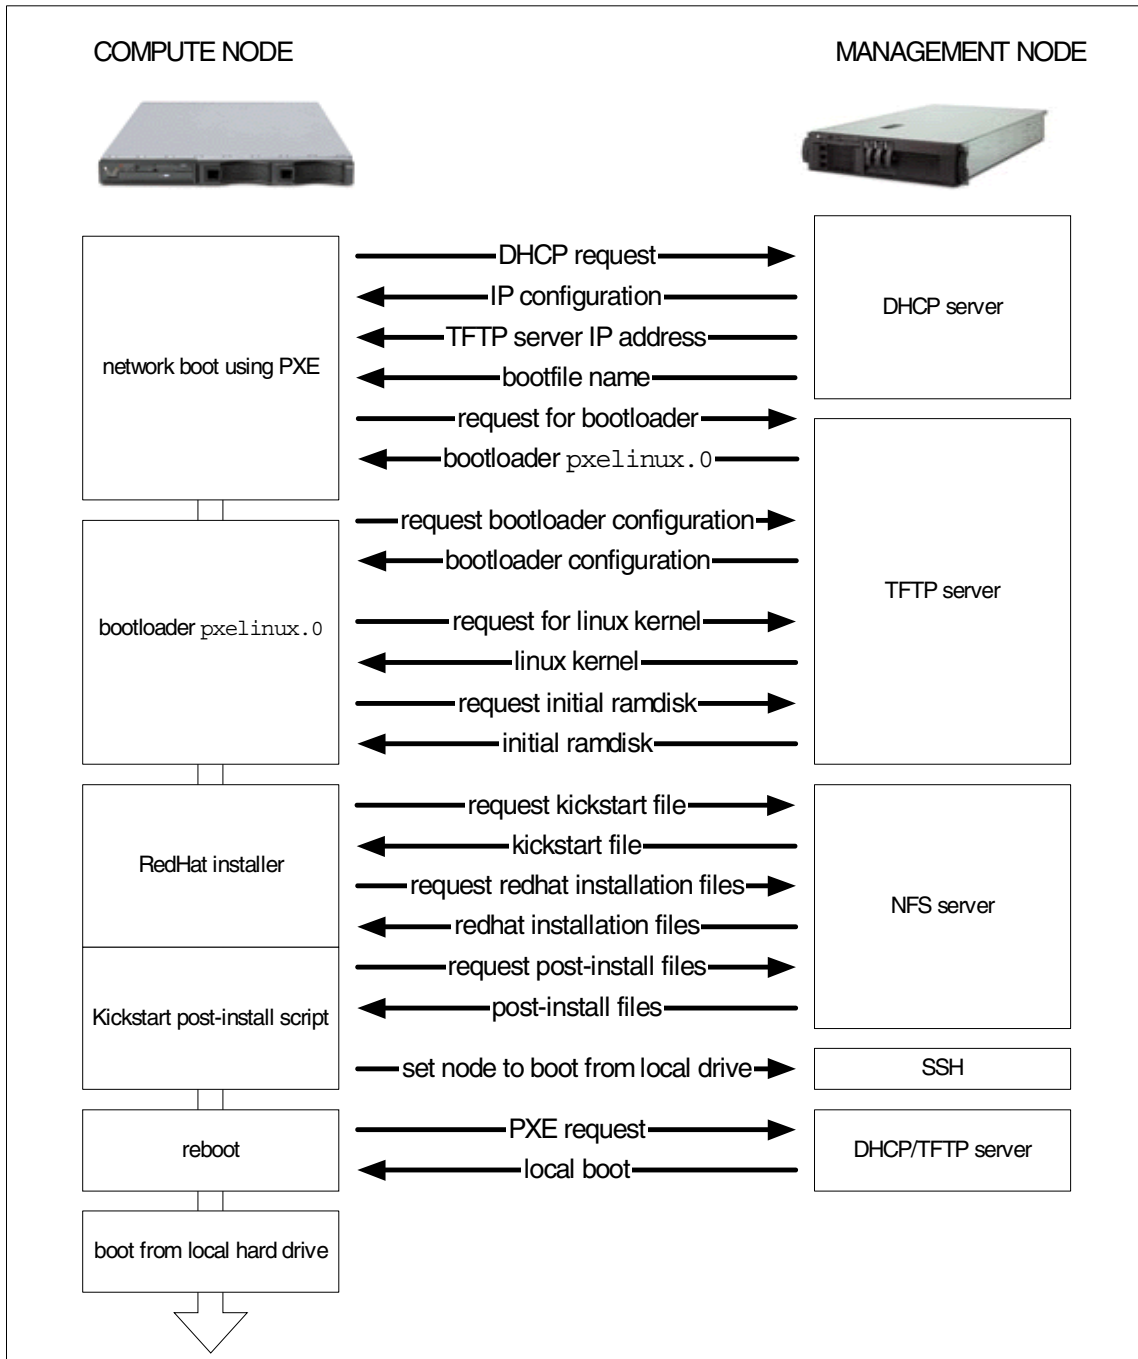 COMPUTE NODE
MANAGEMENT NODE
network boot using PXE
DHCP request
IP configuration
TFTP server IP address
bootfile name
DHCP server
request for bootloader
bootloader pxelinux.0
bootloader pxelinux.0
request bootloader configuration
bootloader configuration
request for linux kernel
linux kernel
request initial ramdisk
initial ramdisk
TFTP server
RedHat installer
request kickstart file
kickstart file
request redhat installation files
redhat installation files
NFS server
Kickstart post-install script
request post-install files
post-install files
set node to boot from local drive
SSH
reboot
PXE request
local boot
DHCP/TFTP server
boot from local hard drive